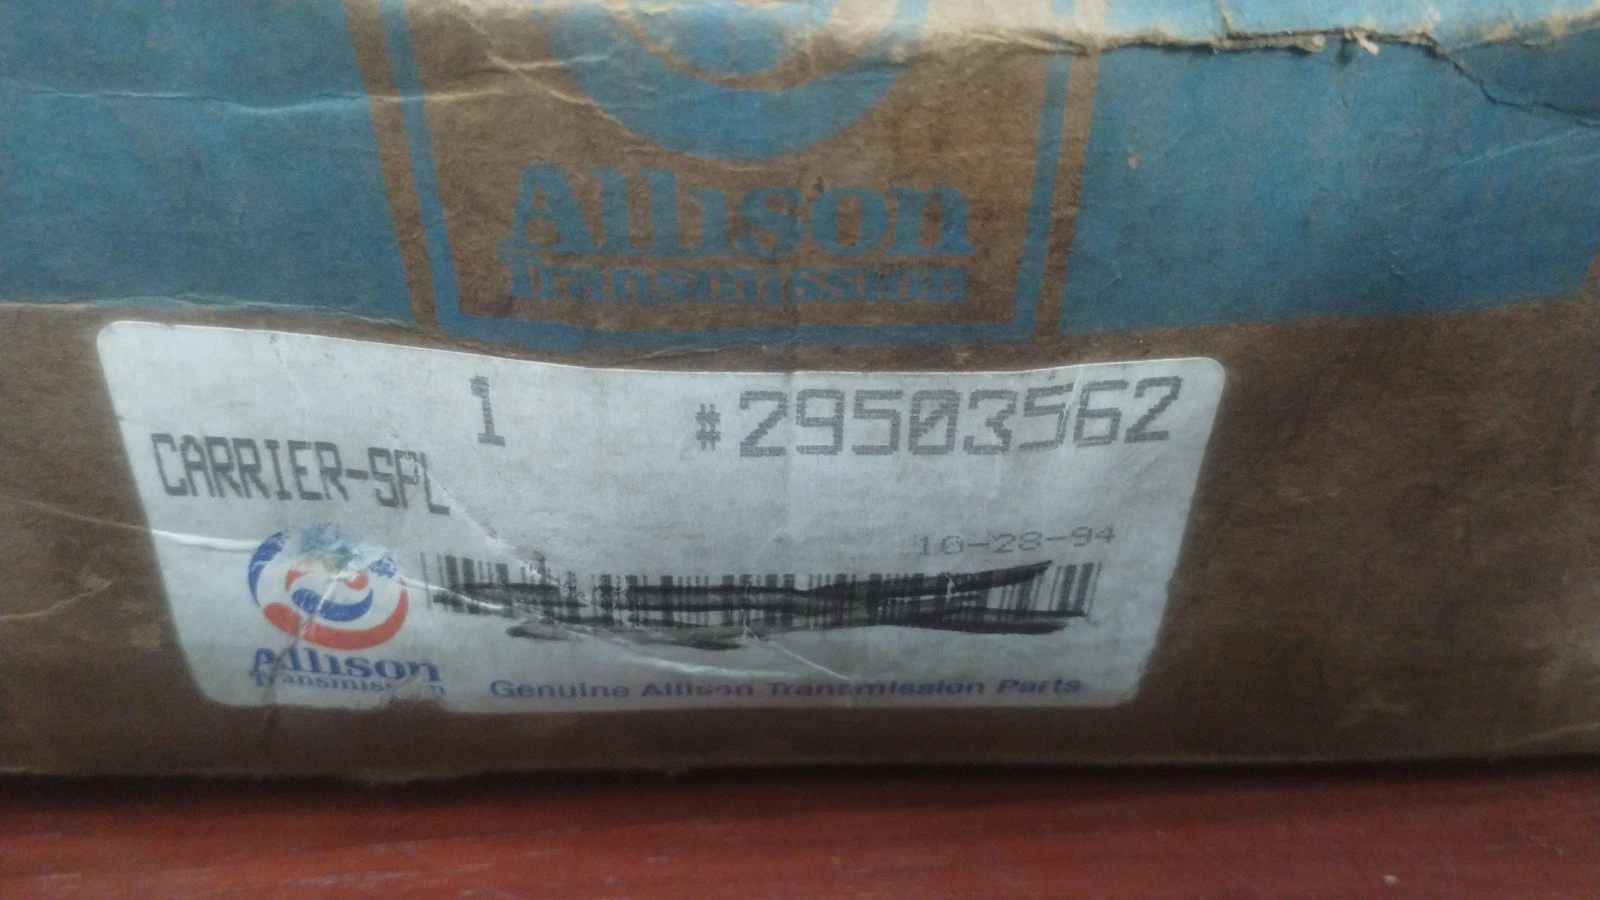 Allison
Transmission
1 #29503562
CARRIER-SPL
10-28-94
Allison
Transmission
Genuine Allison Transmission Parts